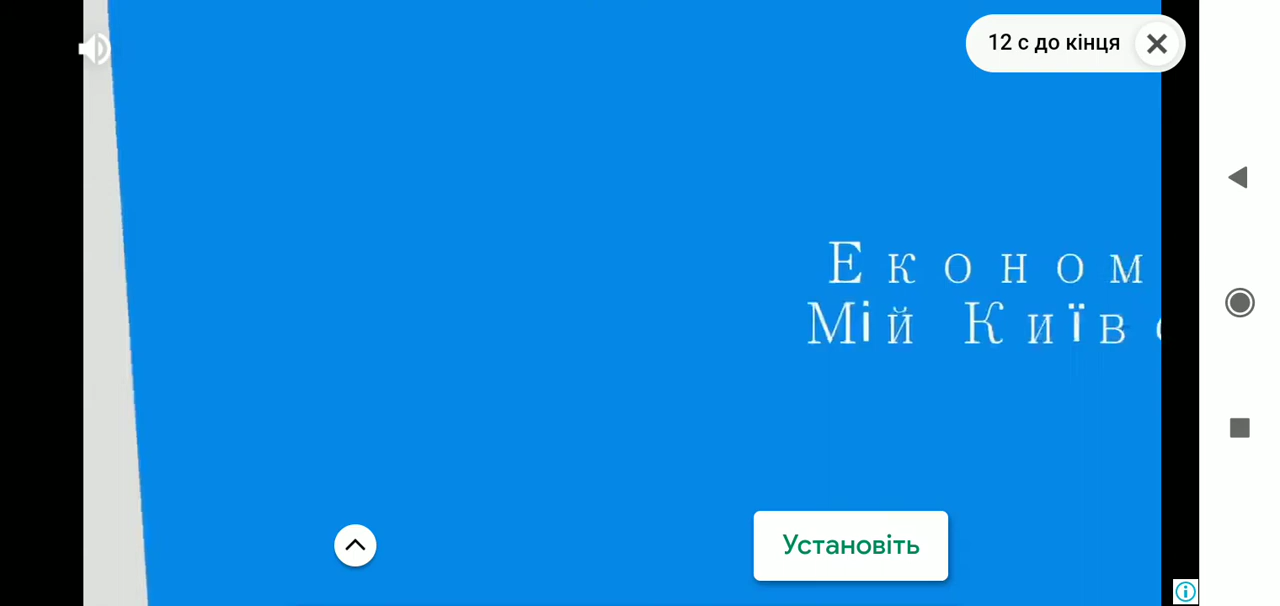 12 с до кінця
Економ
Мій Київ
Установіть